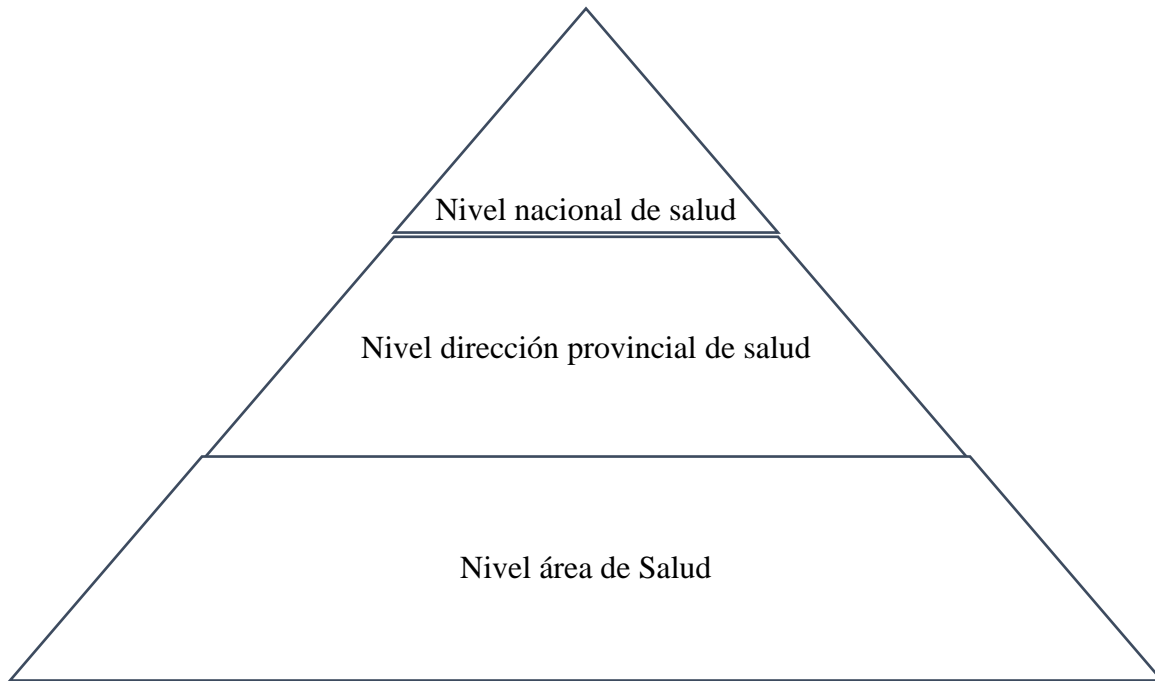 Nivel nacional de salud
Nivel dirección provincial de salud
Nivel área de Salud